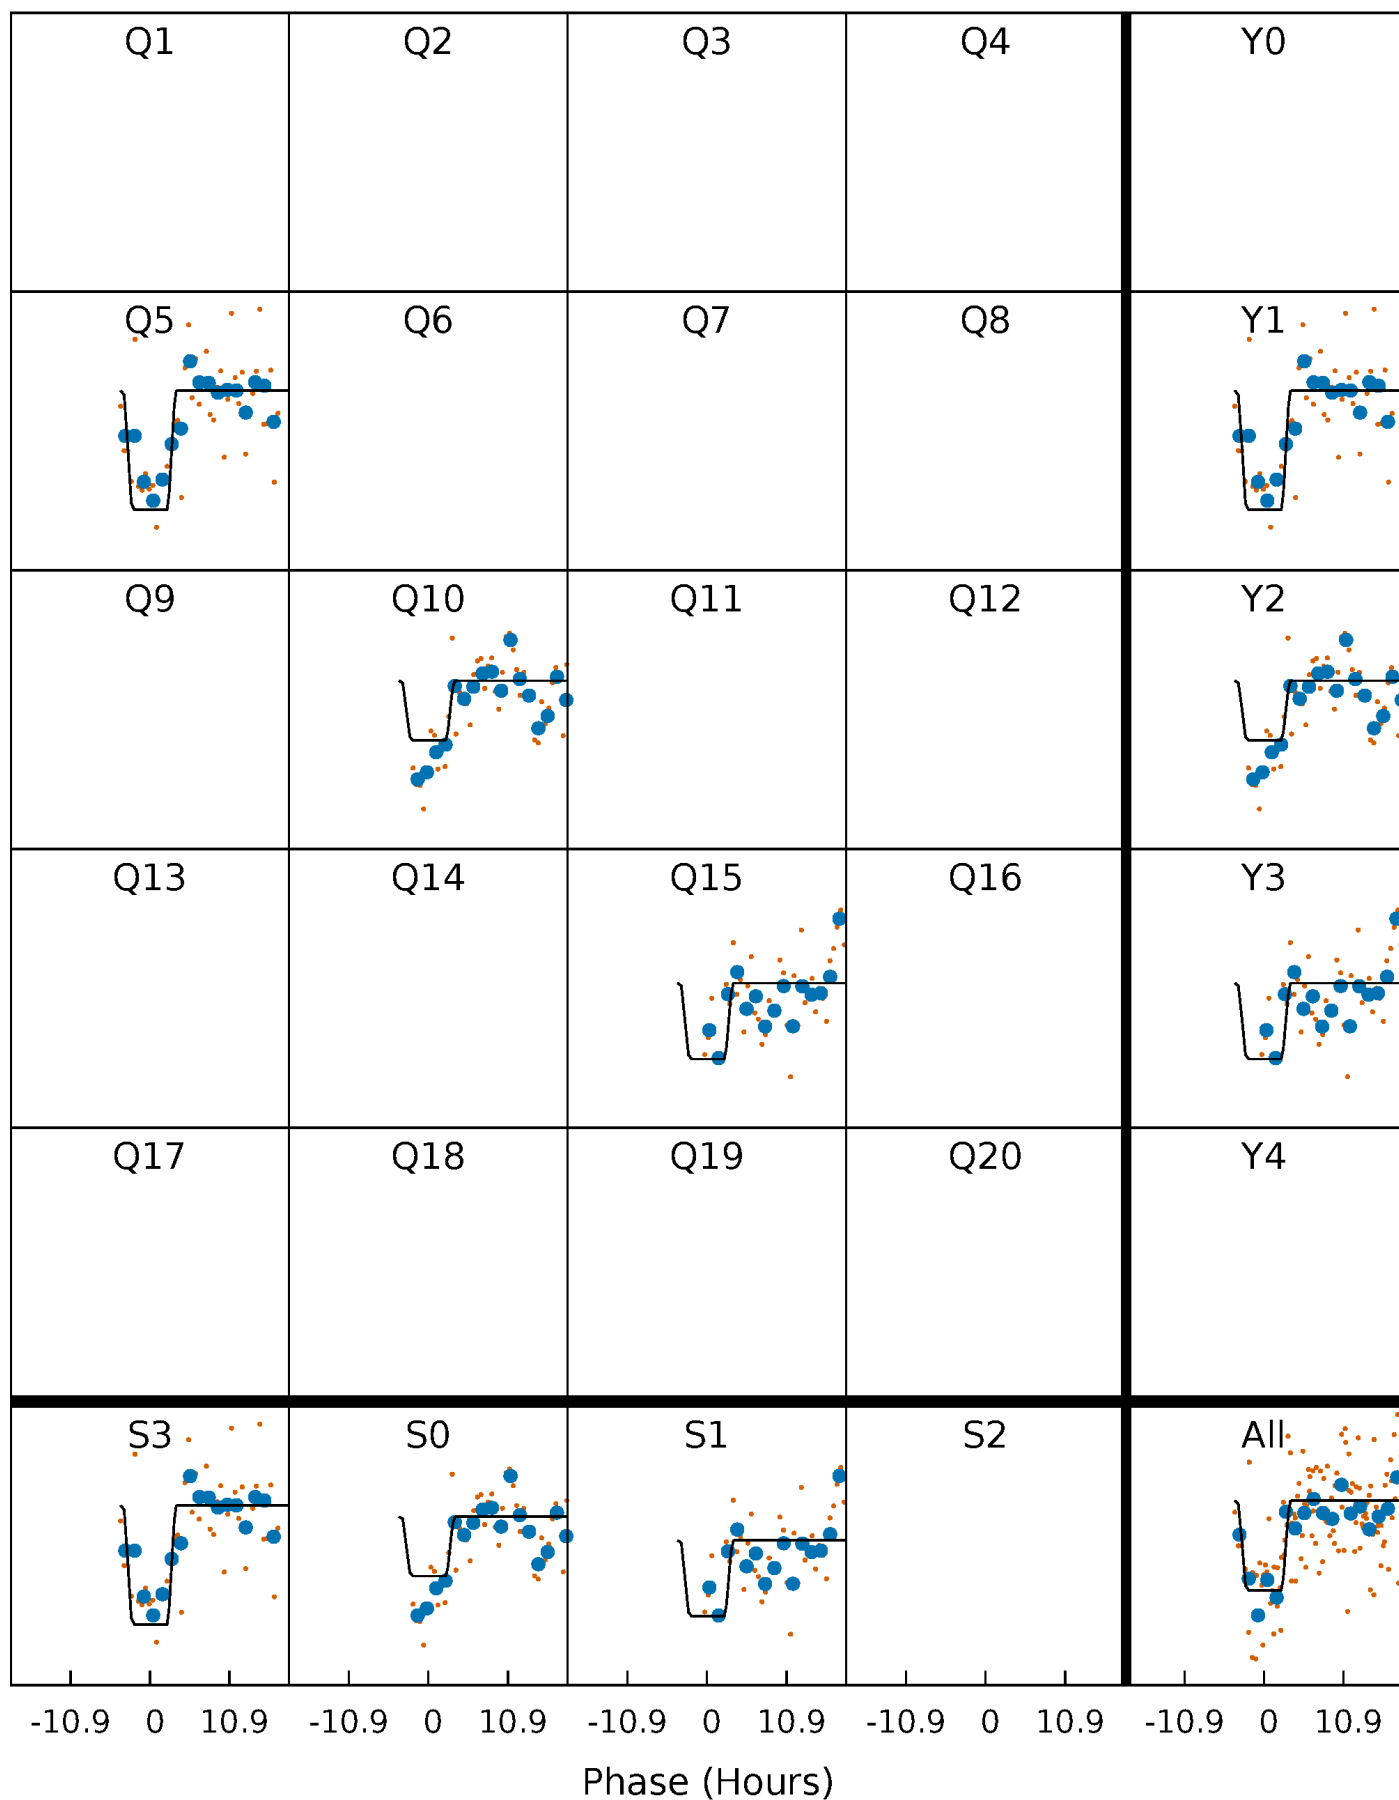 Q1 Q2 Q3 Q4 Y0
Q5 Q6 Q7 Q8 Y1
Q9 Q10 Q11 Q12 Y2
Q13 Q14 Q15 Q16 Y3
Q17 Q18 Q19 Q20 Y4
S3 S0 S1 S2 All
-10.9 0 10.9 -10.9 0 10.9 -10.9 0 10.9 -10.9 0 10.9 -10.9 0 10.9
Phase (Hours)